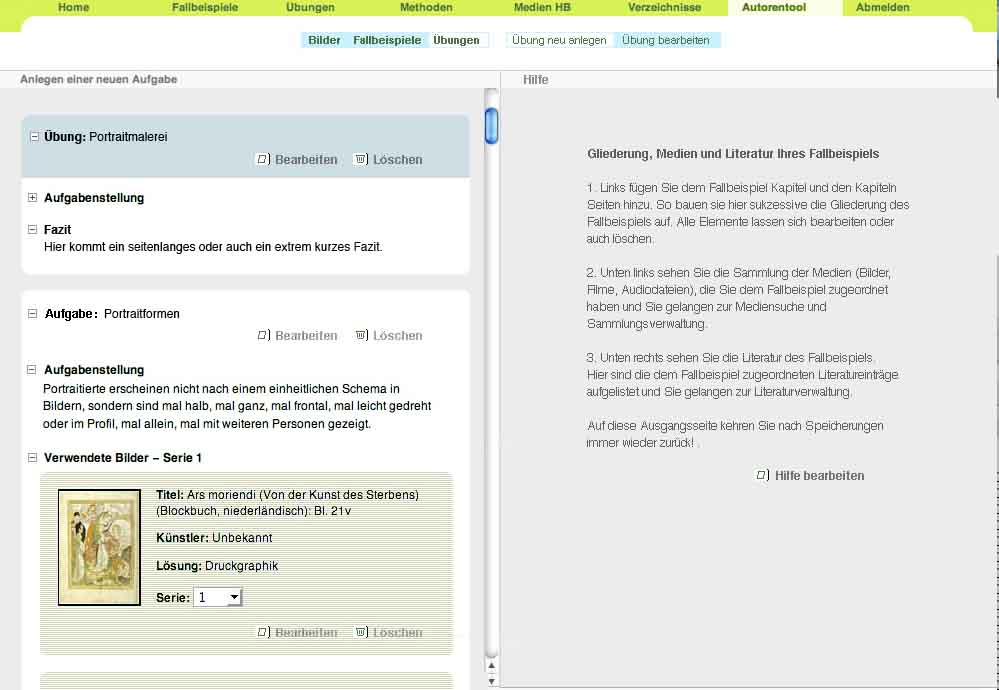 Home Fallbeispiele Übungen Methoden Medien HB Verzeichnisse Autorentool Abmelden
Bilder Fallbeispiele Übungen Übung neu anlegen Übung bearbeiten
Anlegen einer neuen Aufgabe
Übung: Portraitmalerei
Bearbeiten Löschen
Aufgabenstellung
Fazit
Hier kommt ein seitenlanges oder auch ein extrem kurzes Fazit.
Aufgabe: Portraitformen
Bearbeiten Löschen
Aufgabenstellung
Portraitierte erscheinen nicht nach einem einheitlichen Schema in
Bildern, sondern sind mal halb, mal ganz, mal frontal, mal leicht gedreht
oder im Profil, mal allein, mal mit weiteren Personen gezeigt.
Verwendete Bilder – Serie 1
Titel: Ars moriendi (Von der Kunst des Sterbens)
(Blockbuch, niederländisch): Bl. 21v
Künstler: Unbekannt
Lösung: Druckgraphik
Serie: 1
Bearbeiten Löschen
Hilfe
Gliederung, Medien und Literatur Ihres Fallbeispiels
1. Links fügen Sie dem Fallbeispiel Kapitel und den Kapiteln
Seiten hinzu. So bauen sie hier sukzessive die Gliederung des
Fallbeispiels auf. Alle Elemente lassen sich bearbeiten oder
auch löschen.
2. Unten links sehen Sie die Sammlung der Medien (Bilder,
Filme, Audiodateien), die Sie dem Fallbeispiel zugeordnet
haben und Sie gelangen zur Mediensuche und
Sammlungsverwaltung.
3. Unten rechts sehen Sie die Literatur des Fallbeispiels.
Hier sind die dem Fallbeispiel zugeordneten Literatureinträge
aufgelistet und Sie gelangen zur Literaturverwaltung.
Auf diese Ausgangsseite kehren Sie nach Speicherungen
immer wieder zurück! .
Hilfe bearbeiten